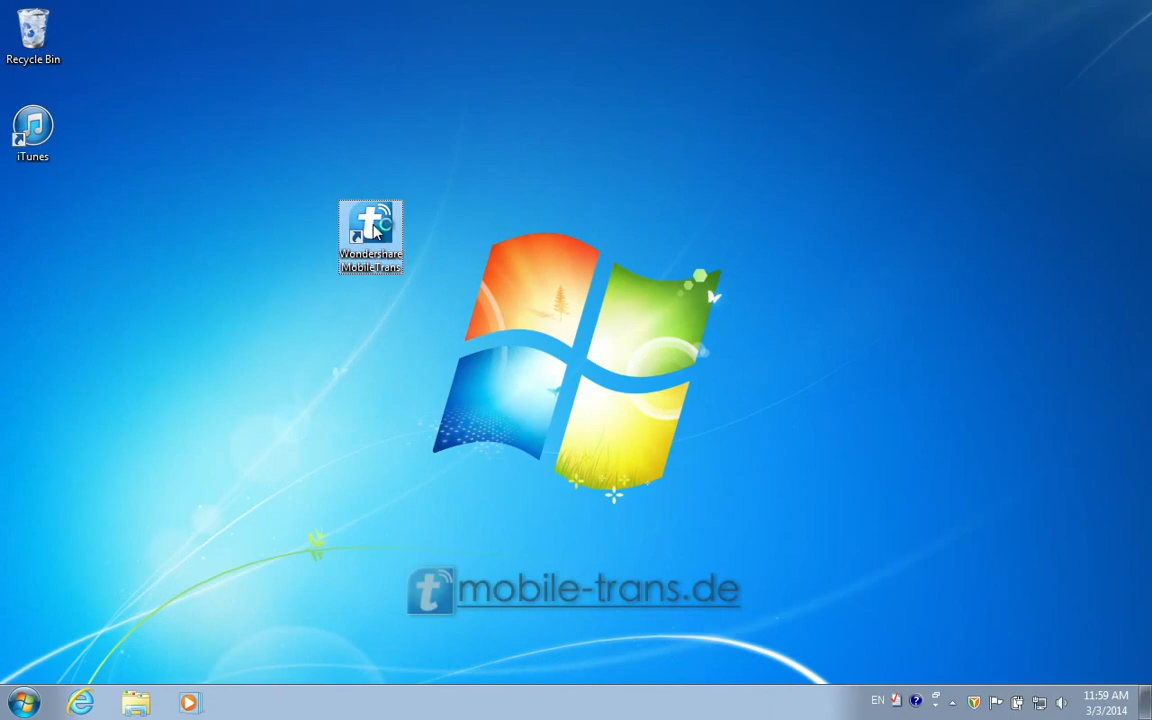 Recycle Bin
iTunes
Wondershare
MobileTrans
t mobile-trans.de
EN
11:59 AM
3/3/2014